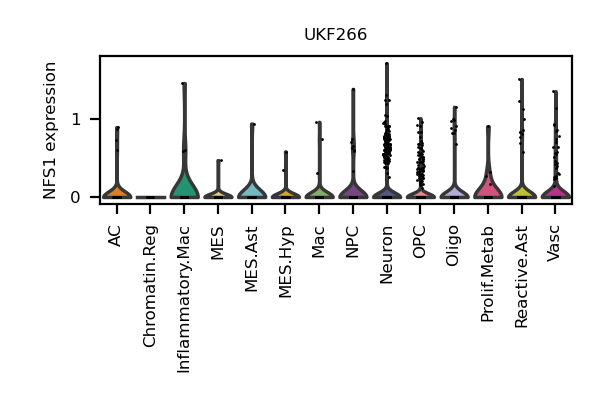 UKF266
NFS1 expression
1
0
AC
Chromatin.Reg
Inflammatory.Mac
MES
MES.Ast
MES.Hyp
Mac
NPC
Neuron
OPC
Oligo
Prolif.Metab
Reactive.Ast
Vasc